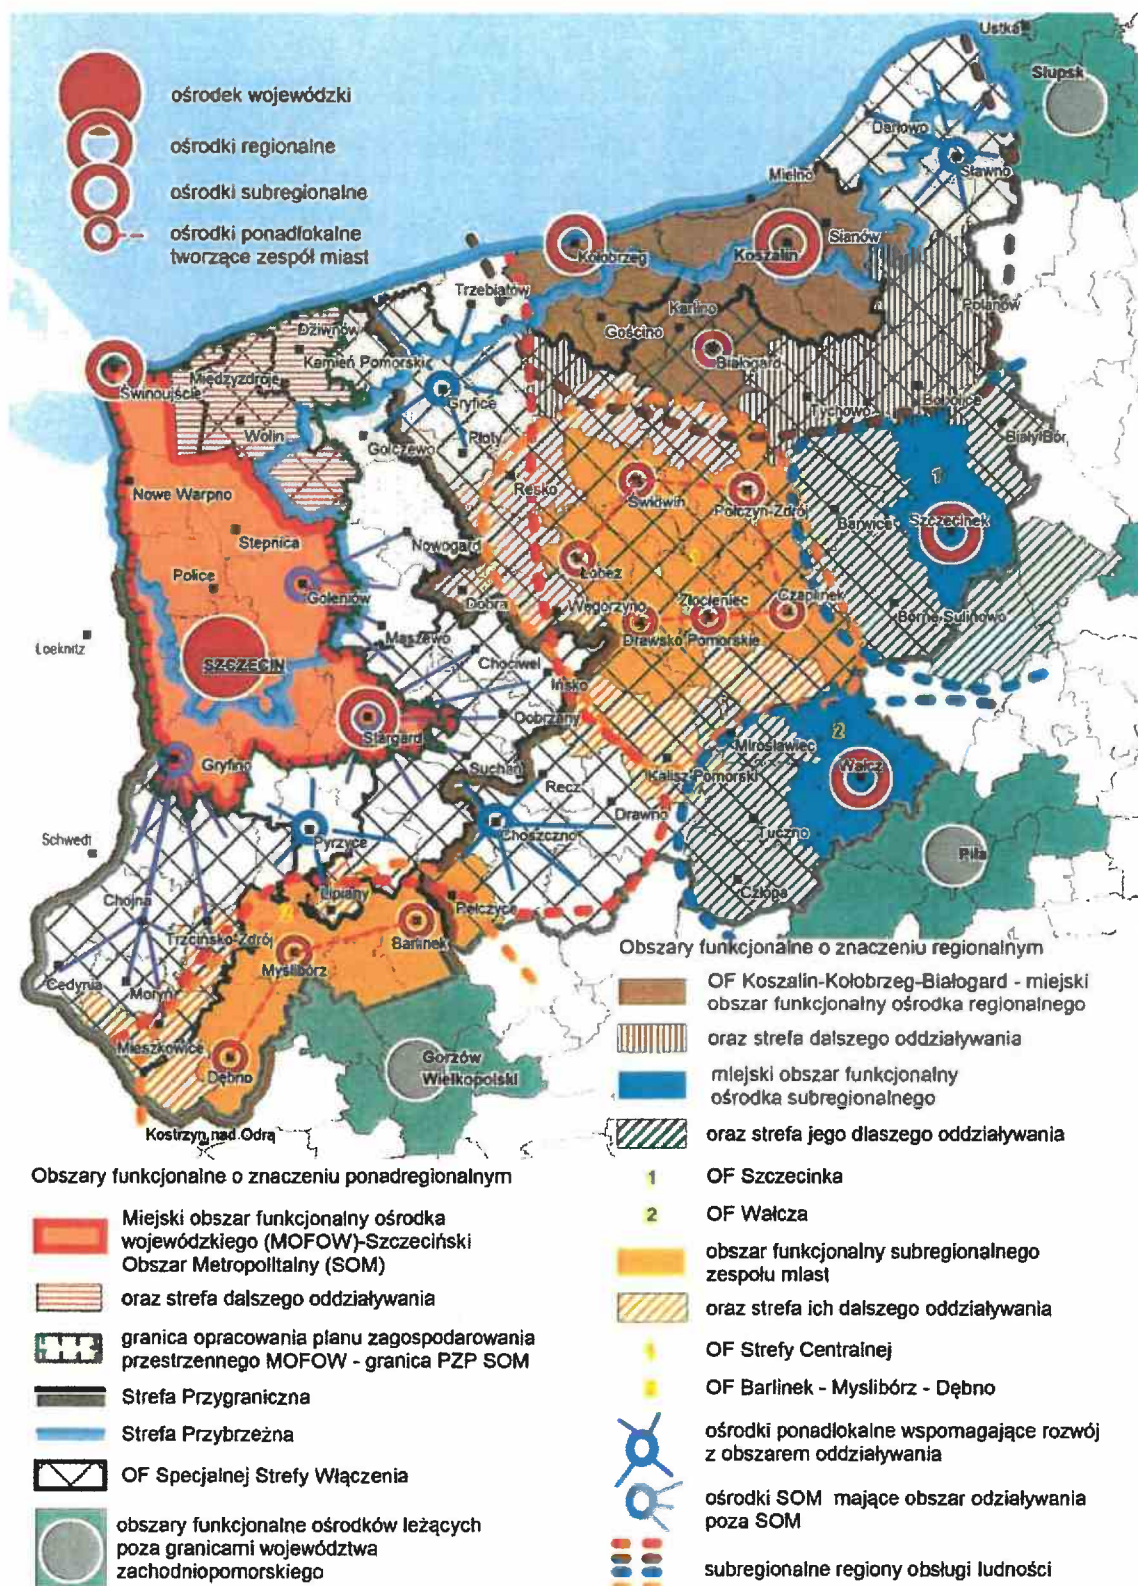 ośrodek wojewódzki
ośrodki regionalne
ośrodki subregionalne
ośrodki ponadlokalne
tworzące zespół miast
Ustka
Słupsk
Darłowo
Sławno
Mielno
Sianów
Koszalin
Kołobrzeg
Trzebiatów
Karlino
Gościno
Polanów
Dziwnów
Kamień Pomorski
Białogard
Świnoujście
Międzyzdroje
Gryfice
Tychowo
Bobolice
Wolin
Golczewo
Płoty
Biały Bór
1
Nowe Warpno
Resko
Świdwin
Połczyn-Zdrój
Barwice
Szczecinek
Stepnica
Nowogard
Police
Goleniów
Łobez
1
Dobra
Węgorzyno
Złocieniec
Czaplinek
Borne Sulinowo
Drawsko Pomorskie
Maszewo
Loeknitz
SZCZECIN
Chociwel
Ińsko
Dobrzany
Stargard
2
Mirosławiec
Gryfino
Suchań
Kalisz Pomorski
Wałcz
Recz
Drawno
Schwedt
Pyrzyce
Choszczno
Tuczno
Piła
Człopa
Lipiany
Chojna
Pełczyce
2
Trzcińsko-Zdrój
Barlinek
Myślibórz
Cedynia
Moryń
Mieszkowice
Dębno
Gorzów
Wielkopolski
Kostrzyn nad Odrą
Obszary funkcjonalne o znaczeniu regionalnym
OF Koszalin-Kołobrzeg-Białogard - miejski
obszar funkcjonalny ośrodka regionalnego
oraz strefa dalszego oddziaływania
miejski obszar funkcjonalny
ośrodka subregionalnego
oraz strefa jego dlaszego oddziaływania
1 OF Szczecinka
2 OF Wałcza
obszar funkcjonalny subregionalnego
zespołu miast
oraz strefa ich dalszego oddziaływania
1 OF Strefy Centralnej
2 OF Barlinek - Myslibórz - Dębno
ośrodki ponadlokalne wspomagające rozwój
z obszarem oddziaływania
ośrodki SOM mające obszar odziaływania
poza SOM
subregionalne regiony obsługi ludności
Obszary funkcjonalne o znaczeniu ponadregionalnym
Miejski obszar funkcjonalny ośrodka
wojewódzkiego (MOFOW)-Szczeciński
Obszar Metropolitalny (SOM)
oraz strefa dalszego oddziaływania
granica opracowania planu zagospodarowania
przestrzennego MOFOW - granica PZP SOM
Strefa Przygraniczna
Strefa Przybrzeżna
OF Specjalnej Strefy Włączenia
obszary funkcjonalne ośrodków leżących
poza granicami województwa
zachodniopomorskiego